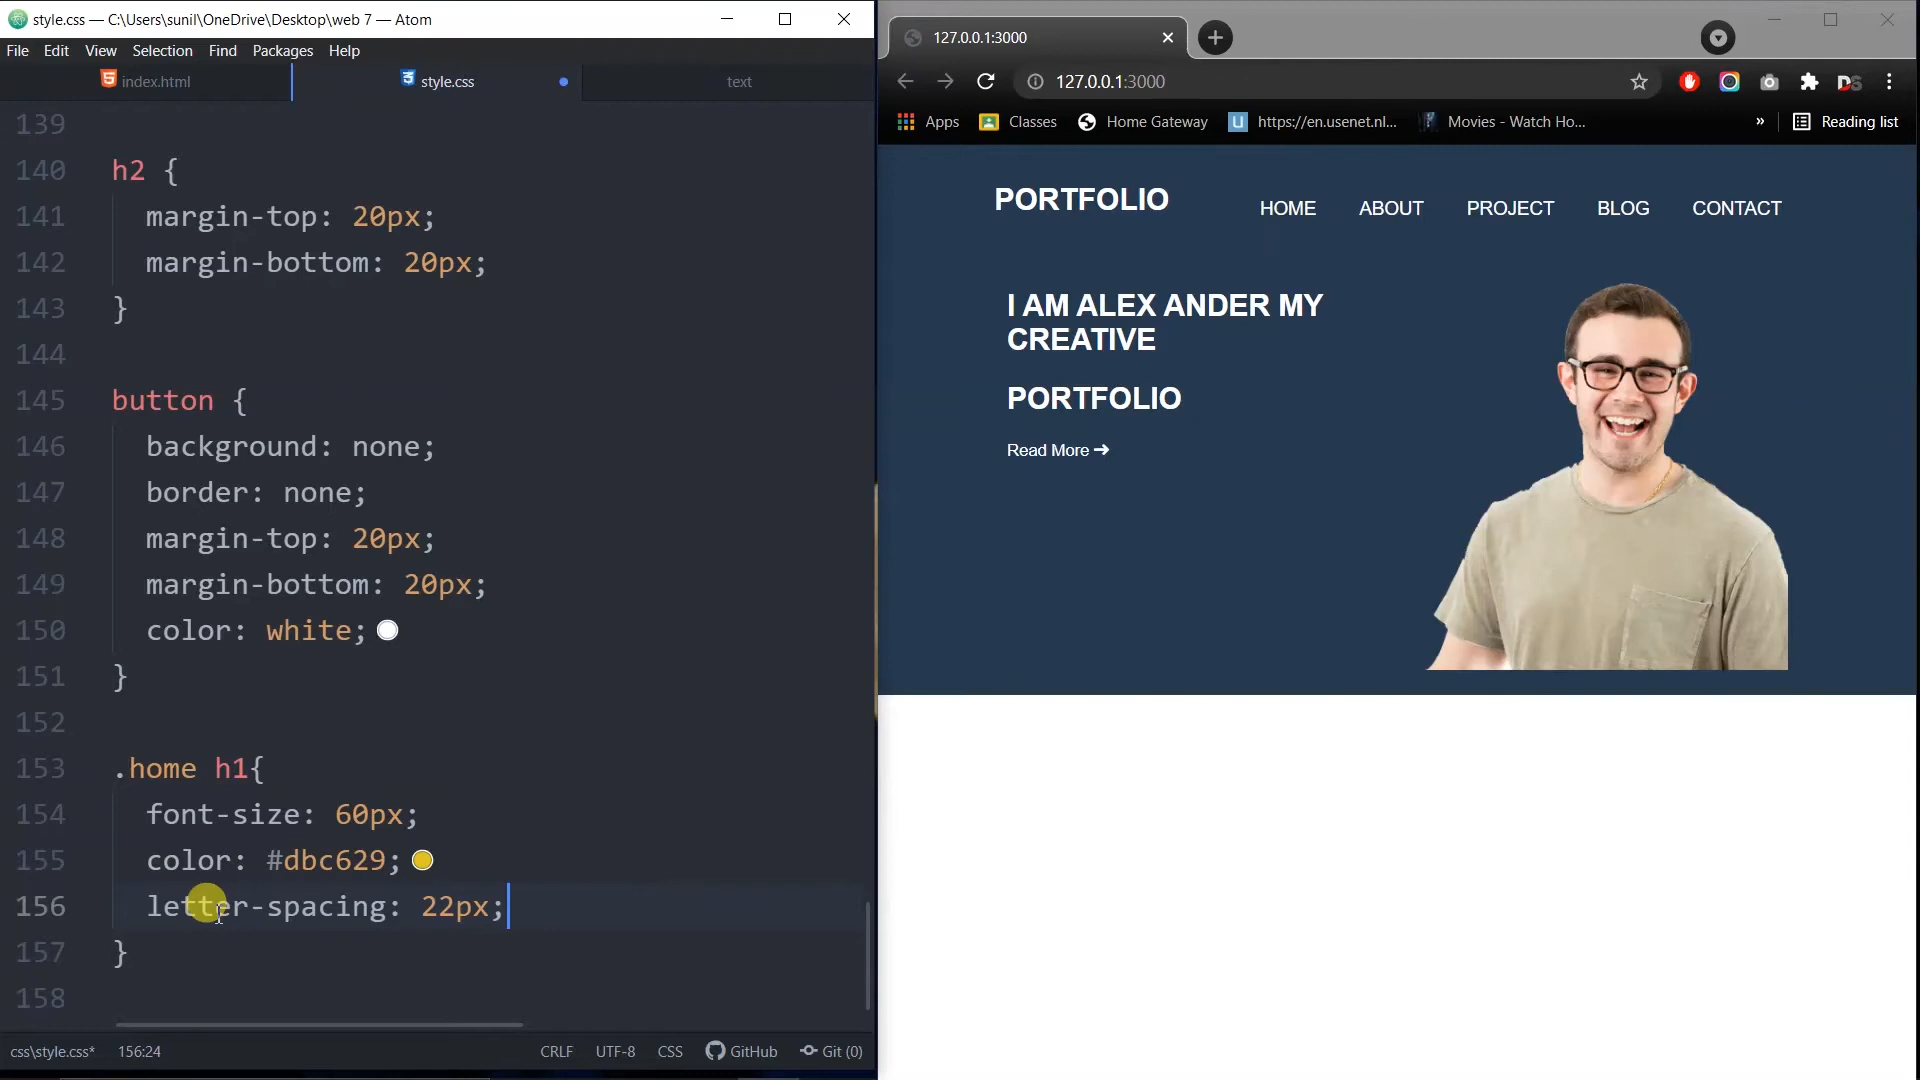 style.css — C:\Users\sunil\OneDrive\Desktop\web 7 — Atom
File Edit View Selection Find Packages Help
index.html style.css text
139
140 h2 {
141 margin-top: 20px;
142 margin-bottom: 20px;
143 }
144
145 button {
146 background: none;
147 border: none;
148 margin-top: 20px;
149 margin-bottom: 20px;
150 color: white;
151 }
152
153 .home h1{
154 font-size: 60px;
155 color: #dbc629;
156 letter-spacing: 22px;
157 }
158
css\style.css* 156:24 CRLF UTF-8 CSS GitHub Git (0)
127.0.0.1:3000
127.0.0.1:3000
Apps Classes Home Gateway https://en.usenet.nl... Movies - Watch Ho... » Reading list
PORTFOLIO HOME ABOUT PROJECT BLOG CONTACT
I AM ALEX ANDER MY
CREATIVE
PORTFOLIO
Read More ➜